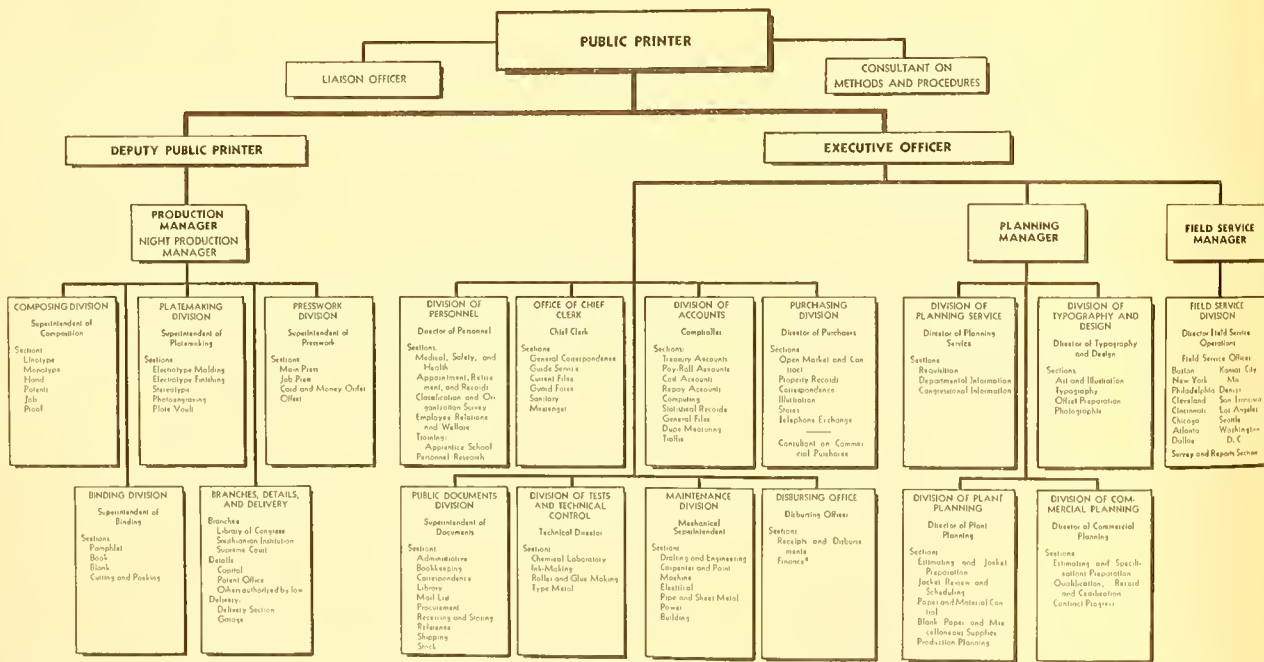 PUBLIC PRINTER
LIAISON OFFICER
CONSULTANT ON
METHODS AND PROCEDURES
DEPUTY PUBLIC PRINTER
EXECUTIVE OFFICER
PRODUCTION
MANAGER
NIGHT PRODUCTION
MANAGER
PLANNING
MANAGER
FIELD SERVICE
MANAGER
COMPOSING DIVISION
Superintendent of
Composition
Sections
Linotype
Monotype
Hand
Patents
Job
Proof
PLATEMAKING
DIVISION
Superintendent of
Platemaking
Sections
Electrotype Molding
Electrotype Finishing
Stereotype
Photoengraving
Plate Vault
PRESSWORK
DIVISION
Superintendent of
Presswork
Sections
Main Press
Job Press
Card and Money Order
Offset
DIVISION OF
PERSONNEL
Director of Personnel
Sections:
Medical, Safety, and
Health
Appointment, Retire
ment, and Records
Classification and Or
ganization Survey
Employee Relations
and Welfare
Training:
Apprentice School
Personnel Research
OFFICE OF CHIEF
CLERK
Chief Clerk
Sections
General Correspondence
Guide Service
Current Files
Guard Force
Sanitary
Messenger
DIVISION OF
ACCOUNTS
Comptroller
Sections:
Treasury Accounts
Pay-Roll Accounts
Cost Accounts
Repay Accounts
Computing
Statistical Records
General Files
Dupe Measuring
Traffic
PURCHASING
DIVISION
Director of Purchases
Sections
Open Market and Con
tract
Property Records
Correspondence
Illustration
Stores
Telephone Exchange
Consultant on Commer
cial Purchases
DIVISION OF
PLANNING SERVICE
Director of Planning
Service
Sections
Requisition
Departmental Information
Congressional Information
DIVISION OF
TYPOGRAPHY AND
DESIGN
Director of Typography
and Design
Sections
Art and Illustration
Typography
Offset Preparation
Photographic
FIELD SERVICE
DIVISION
Director Field Service
Operations
Field Service Offices
Boston Kansas City
New York Mo
Philadelphia Denver
Cleveland San Francisco
Cincinnati Los Angeles
Chicago Seattle
Atlanta Washington
Dallas D. C
Survey and Reports Section
BINDING DIVISION
Superintendent of
Binding
Sections
Pamphlet
Book
Blank
Cutting and Packing
BRANCHES, DETAILS,
AND DELIVERY
Branches
Library of Congress
Smithsonian Institution
Supreme Court
Details
Capitol
Patent Office
Others authorized by law
Delivery:
Delivery Section
Garage
PUBLIC DOCUMENTS
DIVISION
Superintendent of
Documents
Sections
Administrative
Bookkeeping
Correspondence
Library
Mail List
Procurement
Receiving and Storing
Reference
Shipping
Stock
DIVISION OF TESTS
AND TECHNICAL
CONTROL
Technical Director
Sections
Chemical Laboratory
Ink-Making
Roller and Glue Making
Type Metal
MAINTENANCE
DIVISION
Mechanical
Superintendent
Sections
Drafting and Engineering
Carpenter and Paint
Machine
Electrical
Pipe and Sheet Metal
Power
Building
DISBURSING OFFICE
Disbursing Officer
Sections
Receipts and Disburse
ments
Finance*
DIVISION OF PLANT
PLANNING
Director of Plant
Planning
Sections
Estimating and Jacket
Preparation
Jacket Review and
Scheduling
Paper and Material Con
trol
Blank Paper and Mis
cellaneous Supplies
Production Planning
DIVISION OF COM-
MERCIAL PLANNING
Director of Commercial
Planning
Sections
Estimating and Specifi-
cations Preparation
Qualification, Record
and Certification
Contract Progress